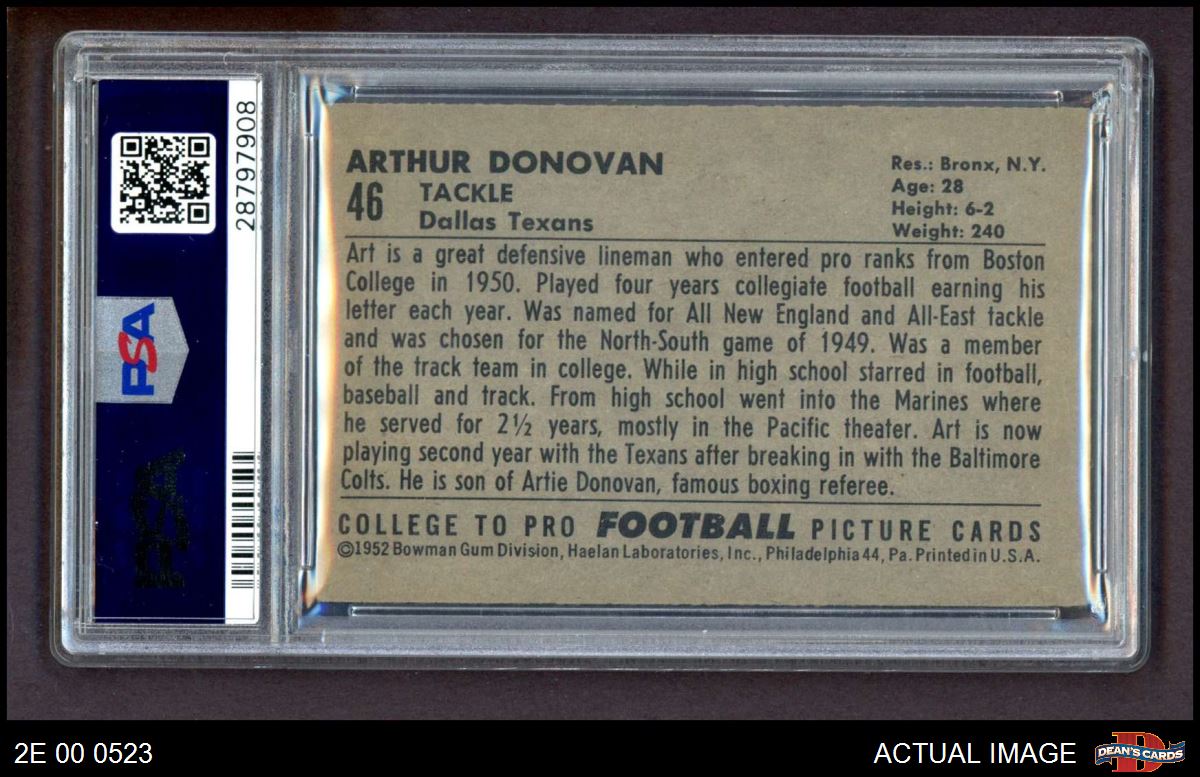 28797908
PSA
PSA
ARTHUR DONOVAN
46
TACKLE
Dallas Texans
Res.: Bronx, N.Y.
Age: 28
Height: 6-2
Weight: 240
Art is a great defensive lineman who entered pro ranks from Boston
College in 1950. Played four years collegiate football earning his
letter each year. Was named for All New England and All-East tackle
and was chosen for the North-South game of 1949. Was a member
of the track team in college. While in high school starred in football,
baseball and track. From high school went into the Marines where
he served for 2½ years, mostly in the Pacific theater. Art is now
playing second year with the Texans after breaking in with the Baltimore
Colts. He is son of Artie Donovan, famous boxing referee.
COLLEGE TO PRO FOOTBALL PICTURE CARDS
©1952 Bowman Gum Division, Haelan Laboratories, Inc., Philadelphia 44, Pa. Printed in U.S.A.
2E 00 0523
ACTUAL IMAGE
DEAN'S CARDS